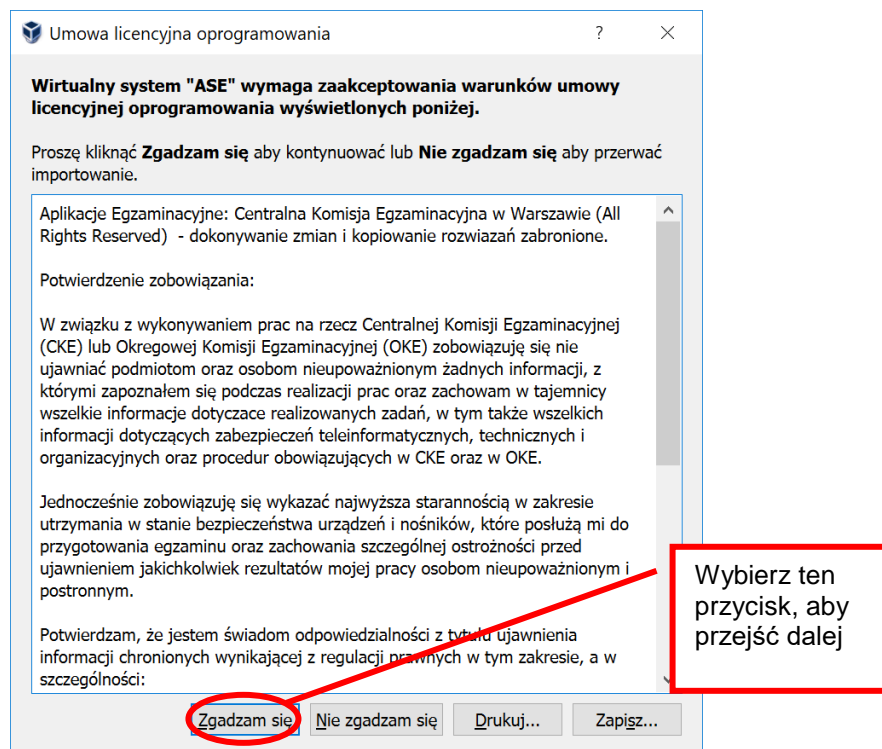 Umowa licencyjna oprogramowania
?
Wirtualny system "ASE" wymaga zaakceptowania warunków umowy
licencyjnej oprogramowania wyświetlonych poniżej.
Proszę kliknąć Zgadzam się aby kontynuować lub Nie zgadzam się aby przerwać
importowanie.
Aplikacje Egzaminacyjne: Centralna Komisja Egzaminacyjna w Warszawie (All
Rights Reserved) - dokonywanie zmian i kopiowanie rozwiazań zabronione.
Potwierdzenie zobowiązania:
W związku z wykonywaniem prac na rzecz Centralnej Komisji Egzaminacyjnej
(CKE) lub Okregowej Komisji Egzaminacyjnej (OKE) zobowiązuję się nie
ujawniać podmiotom oraz osobom nieupoważnionym żadnych informacji, z
którymi zapoznałem się podczas realizacji prac oraz zachowam w tajemnicy
wszelkie informacje dotyczace realizowanych zadań, w tym także wszelkich
informacji dotyczących zabezpieczeń teleinformatycznych, technicznych i
organizacyjnych oraz procedur obowiązujących w CKE oraz w OKE.
Jednocześnie zobowiązuję się wykazać najwyższa starannością w zakresie
utrzymania w stanie bezpieczeństwa urządzeń i nośników, które posłużą mi do
przygotowania egzaminu oraz zachowania szczególnej ostrożności przed
ujawnieniem jakichkolwiek rezultatów mojej pracy osobom nieupoważnionym i
postronnym.
Potwierdzam, że jestem świadom odpowiedzialności z tytułu ujawnienia
informacji chronionych wynikającej z regulacji prawnych w tym zakresie, a w
szczególności:
Wybierz ten
przycisk, aby
przejść dalej
Zgadzam się Nie zgadzam się Drukuj... Zapisz...